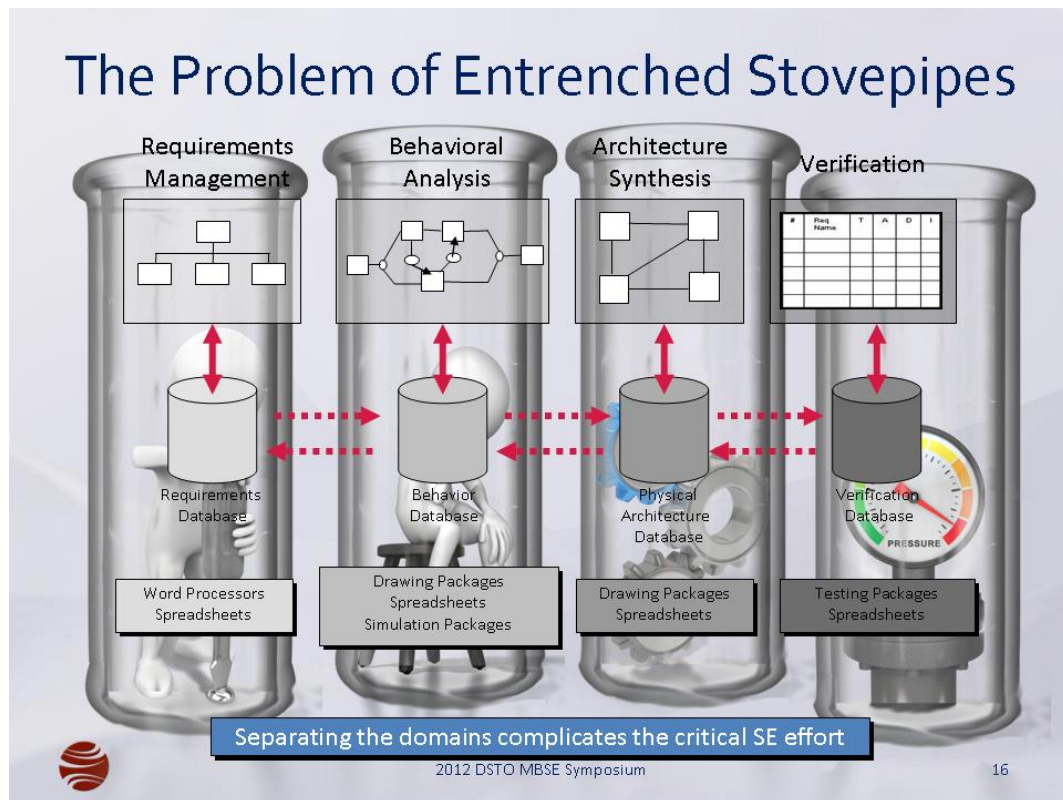 The Problem of Entrenched Stovepipes
Requirements
Management
Behavioral
Analysis
Architecture
Synthesis
Verification
# Req Name T A D I
Requirements
Database
Behavior
Database
Physical
Architecture
Database
Verification
Database
PRESSURE
Word Processors
Spreadsheets
Drawing Packages
Spreadsheets
Simulation Packages
Drawing Packages
Spreadsheets
Testing Packages
Spreadsheets
Separating the domains complicates the critical SE effort
2012 DSTO MBSE Symposium
16